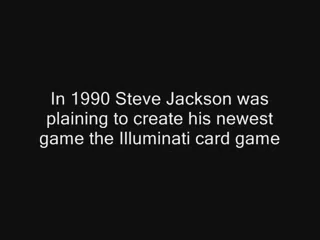 In 1990 Steve Jackson was
plaining to create his newest
game the Illuminati card game